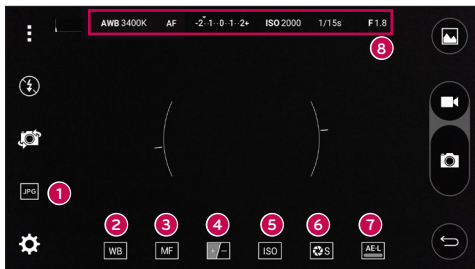 AWB 3400K AF -2··1··0··1··2+ ISO 2000 1/15s F 1.8
8
JPG 1
2 3 4 5 6 7
WB MF +/− ISO S AE-L